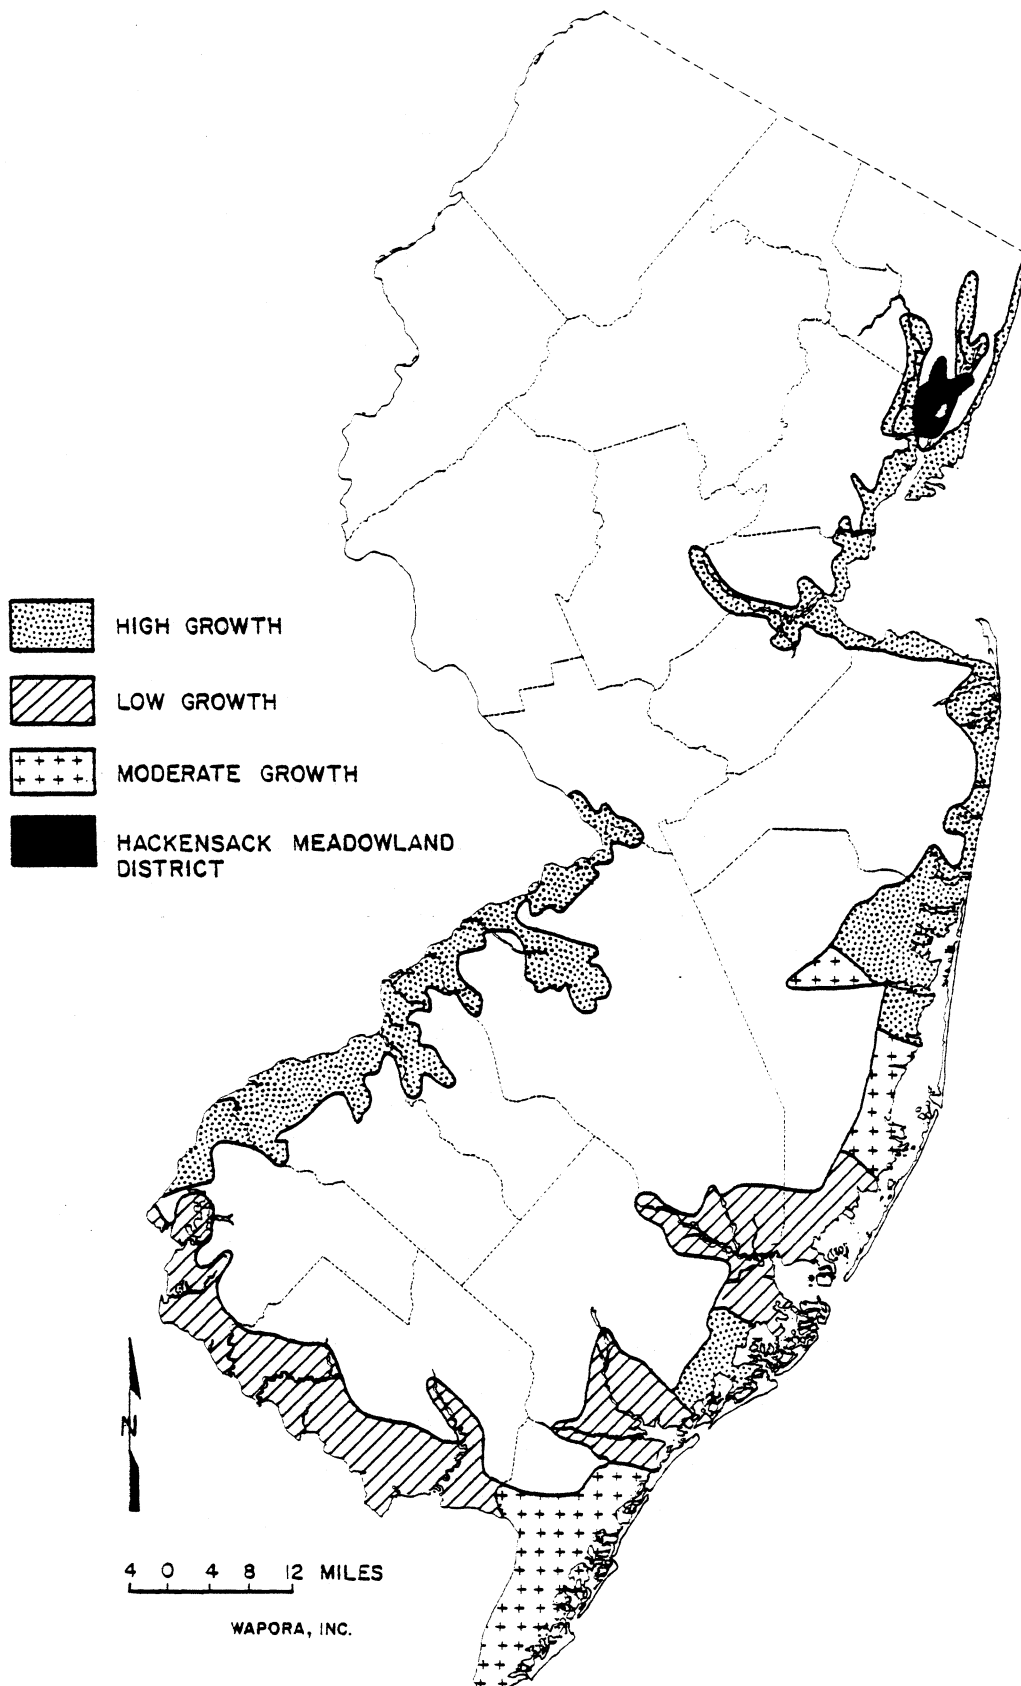 HIGH GROWTH
LOW GROWTH
MODERATE GROWTH
HACKENSACK MEADOWLAND
DISTRICT
N
4 0 4 8 12 MILES
WAPORA, INC.